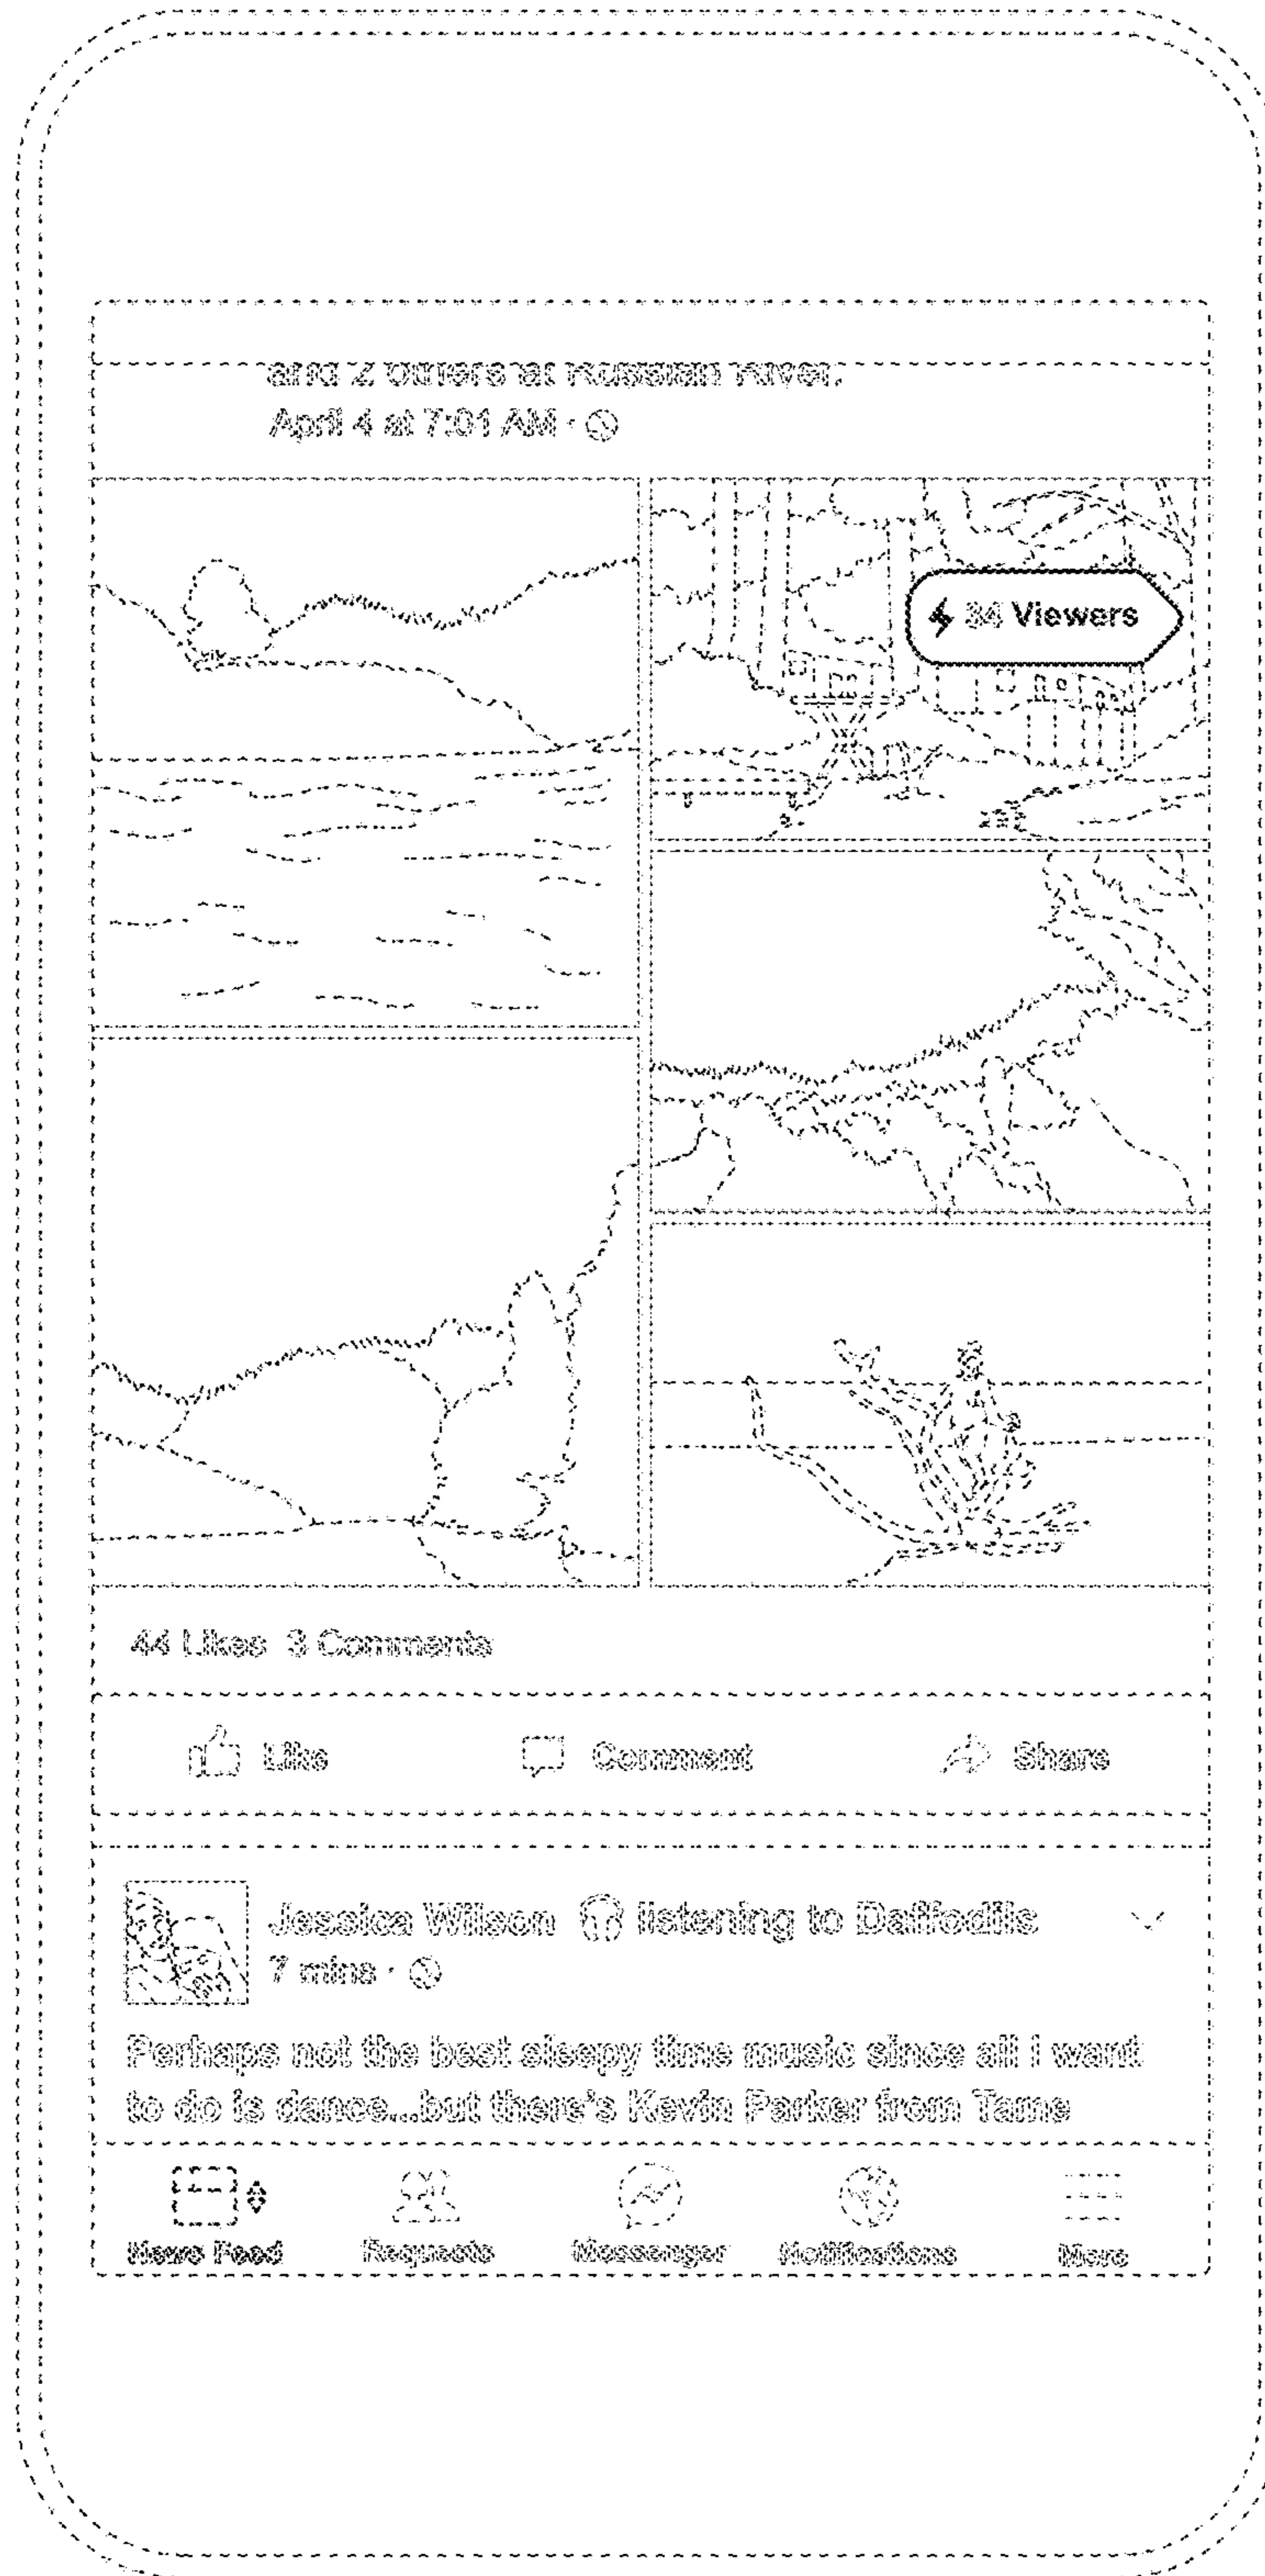 and 2 others at Russian River.
April 4 at 7:01 AM ·
34 Viewers
44 Likes 3 Comments
Like Comment Share
Jessica Wilson listening to Daffodils
7 mins ·
Perhaps not the best sleepy time music since all I want
to do is dance...but there's Kevin Parker from Tame
News Feed Requests Messenger Notifications More